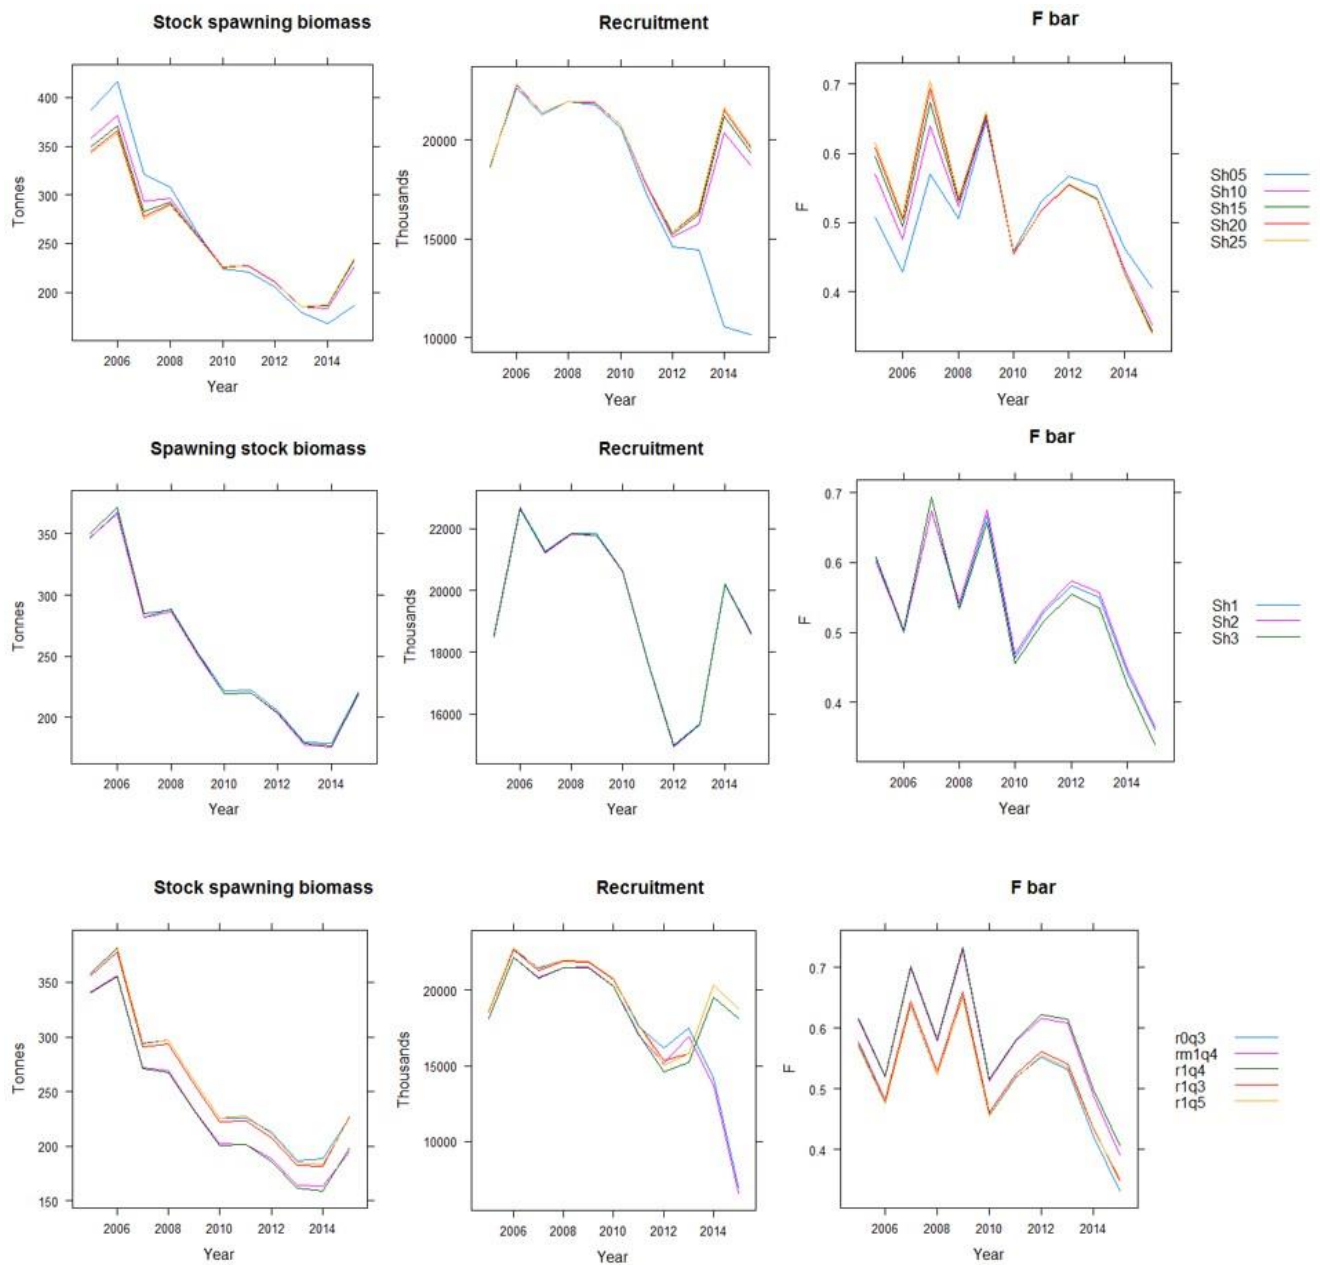 Stock spawning biomass
Recruitment
F bar
Tonnes
400
350
300
250
200
2006 2008 2010 2012 2014
Year
Thousands
20000
15000
10000
2006 2008 2010 2012 2014
Year
F
0.7
0.6
0.5
0.4
2006 2008 2010 2012 2014
Year
Sh05
Sh10
Sh15
Sh20
Sh25
Spawning stock biomass
Recruitment
F bar
Tonnes
350
300
250
200
2006 2008 2010 2012 2014
Year
Thousands
22000
20000
18000
16000
2006 2008 2010 2012 2014
Year
F
0.7
0.6
0.5
0.4
2006 2008 2010 2012 2014
Year
Sh1
Sh2
Sh3
Stock spawning biomass
Recruitment
F bar
Tonnes
350
300
250
200
150
2006 2008 2010 2012 2014
Year
Thousands
20000
15000
10000
2006 2008 2010 2012 2014
Year
F
0.7
0.6
0.5
0.4
2006 2008 2010 2012 2014
Year
r0q3
rm1q4
r1q4
r1q3
r1q5